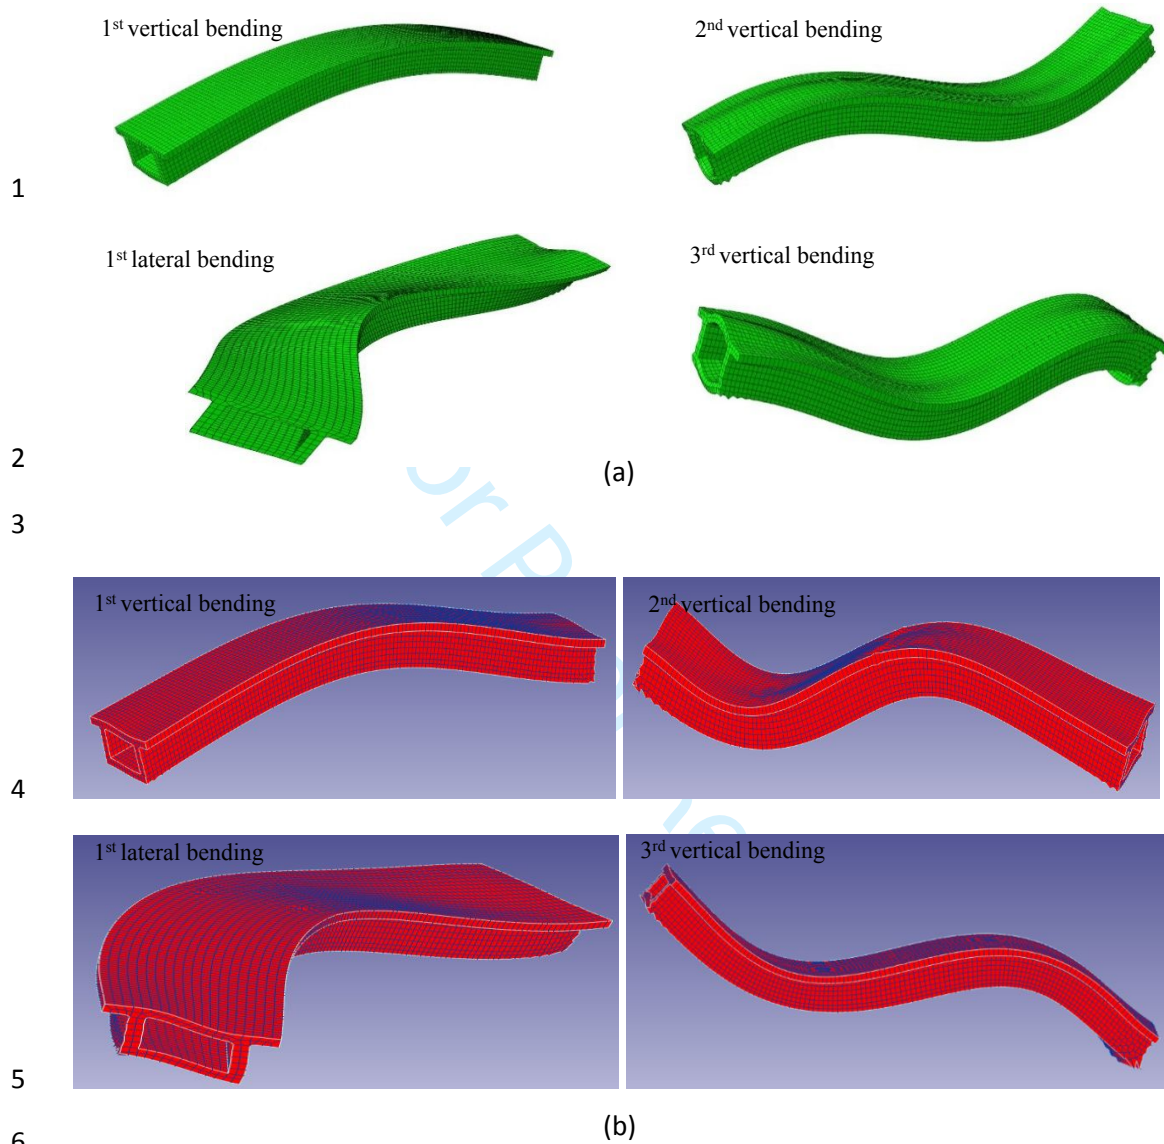 1st vertical bending
2nd vertical bending
1
1st lateral bending
3rd vertical bending
2
(a)
3
1st vertical bending
2nd vertical bending
4
1st lateral bending
3rd vertical bending
5
(b)
6